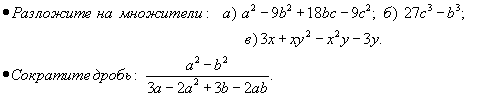 • Разложите на множители: а) a² − 9b² + 18bc − 9c²; б) 27c³ − b³;
в) 3x + xy² − x²y − 3y.
• Сократите дробь: (a² − b²)/(3a − 2a² + 3b − 2ab).